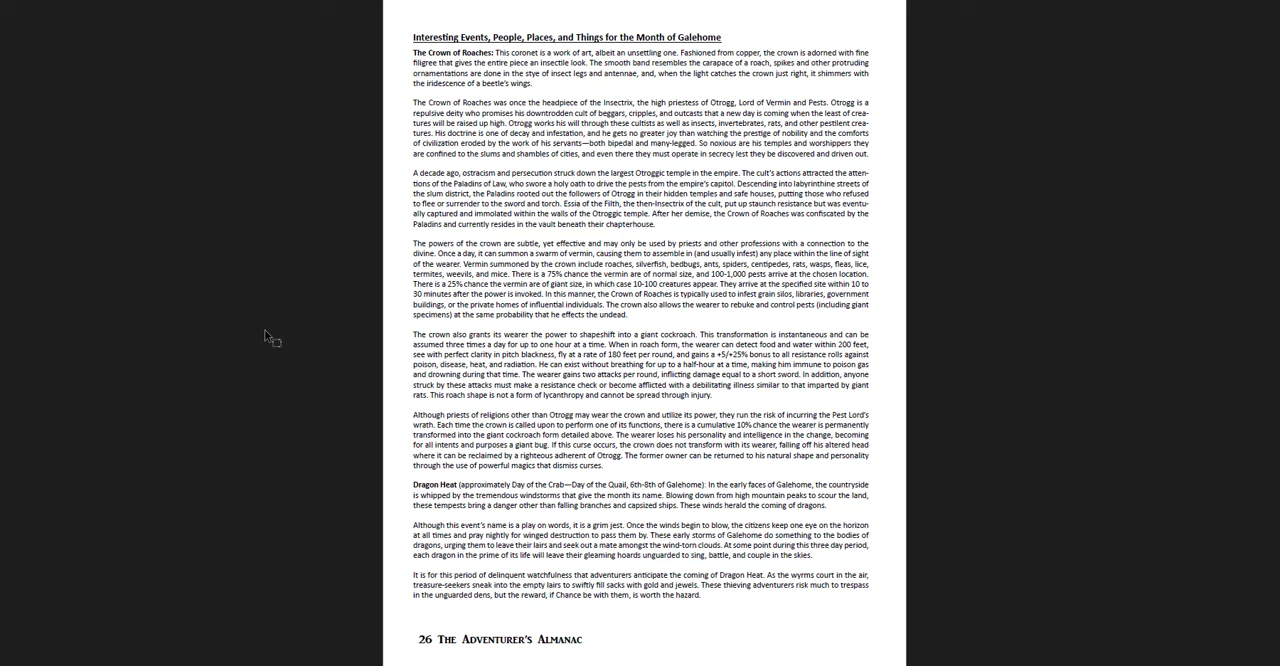 Interesting Events, People, Places, and Things for the Month of Galehome
The Crown of Roaches: This coronet is a work of art, albeit an unsettling one. Fashioned from copper, the crown is adorned with fine
filigree that gives the entire piece an insectile look. The smooth band resembles the carapace of a roach, spikes and other protruding
ornamentations are done in the stye of insect legs and antennae, and, when the light catches the crown just right, it shimmers with
the iridescence of a beetle's wings.
The Crown of Roaches was once the headpiece of the Insectrix, the high priestess of Otrogg, Lord of Vermin and Pests. Otrogg is a
repulsive deity who promises his downtrodden cult of beggars, cripples, and outcasts that a new day is coming when the least of crea-
tures will be raised up high. Otrogg works his will through these cultists as well as insects, invertebrates, rats, and other pestilent crea-
tures. His doctrine is one of decay and infestation, and he gets no greater joy than watching the prestige of nobility and the comforts
of civilization eroded by the work of his servants—both bipedal and many-legged. So noxious are his temples and worshippers they
are confined to the slums and shambles of cities, and even there they must operate in secrecy lest they be discovered and driven out.
A decade ago, ostracism and persecution struck down the largest Otroggic temple in the empire. The cult's actions attracted the atten-
tions of the Paladins of Law, who swore a holy oath to drive the pests from the empire's capitol. Descending into labyrinthine streets of
the slum district, the Paladins rooted out the followers of Otrogg in their hidden temples and safe houses, putting those who refused
to flee or surrender to the sword and torch. Essia of the Filth, the then-Insectrix of the cult, put up staunch resistance but was eventu-
ally captured and immolated within the walls of the Otroggic temple. After her demise, the Crown of Roaches was confiscated by the
Paladins and currently resides in the vault beneath their chapterhouse.
The powers of the crown are subtle, yet effective and may only be used by priests and other professions with a connection to the
divine. Once a day, it can summon a swarm of vermin, causing them to assemble in (and usually infest) any place within the line of sight
of the wearer. Vermin summoned by the crown include roaches, silverfish, bedbugs, ants, spiders, centipedes, rats, wasps, fleas, lice,
termites, weevils, and mice. There is a 75% chance the vermin are of normal size, and 100-1,000 pests arrive at the chosen location.
There is a 25% chance the vermin are of giant size, in which case 10-100 creatures appear. They arrive at the specified site within 10 to
30 minutes after the power is invoked. In this manner, the Crown of Roaches is typically used to infest grain silos, libraries, government
buildings, or the private homes of influential individuals. The crown also allows the wearer to rebuke and control pests (including giant
specimens) at the same probability that he effects the undead.
The crown also grants its wearer the power to shapeshift into a giant cockroach. This transformation is instantaneous and can be
assumed three times a day for up to one hour at a time. When in roach form, the wearer can detect food and water within 200 feet,
see with perfect clarity in pitch blackness, fly at a rate of 180 feet per round, and gains a +5/+25% bonus to all resistance rolls against
poison, disease, heat, and radiation. He can exist without breathing for up to a half-hour at a time, making him immune to poison gas
and drowning during that time. The wearer gains two attacks per round, inflicting damage equal to a short sword. In addition, anyone
struck by these attacks must make a resistance check or become afflicted with a debilitating illness similar to that imparted by giant
rats. This roach shape is not a form of lycanthropy and cannot be spread through injury.
Although priests of religions other than Otrogg may wear the crown and utilize its power, they run the risk of incurring the Pest Lord's
wrath. Each time the crown is called upon to perform one of its functions, there is a cumulative 10% chance the wearer is permanently
transformed into the giant cockroach form detailed above. The wearer loses his personality and intelligence in the change, becoming
for all intents and purposes a giant bug. If this curse occurs, the crown does not transform with its wearer, falling off his altered head
where it can be reclaimed by a righteous adherent of Otrogg. The former owner can be returned to his natural shape and personality
through the use of powerful magics that dismiss curses.
Dragon Heat (approximately Day of the Crab—Day of the Quail, 6th-8th of Galehome): In the early faces of Galehome, the countryside
is whipped by the tremendous windstorms that give the month its name. Blowing down from high mountain peaks to scour the land,
these tempests bring a danger other than falling branches and capsized ships. These winds herald the coming of dragons.
Although this event's name is a play on words, it is a grim jest. Once the winds begin to blow, the citizens keep one eye on the horizon
at all times and pray nightly for winged destruction to pass them by. These early storms of Galehome do something to the bodies of
dragons, urging them to leave their lairs and seek out a mate amongst the wind-torn clouds. At some point during this three day period,
each dragon in the prime of its life will leave their gleaming hoards unguarded to sing, battle, and couple in the skies.
It is for this period of delinquent watchfulness that adventurers anticipate the coming of Dragon Heat. As the wyrms court in the air,
treasure-seekers sneak into the empty lairs to swiftly fill sacks with gold and jewels. These thieving adventurers risk much to trespass
in the unguarded dens, but the reward, if Chance be with them, is worth the hazard.
26 The Adventurer's Almanac